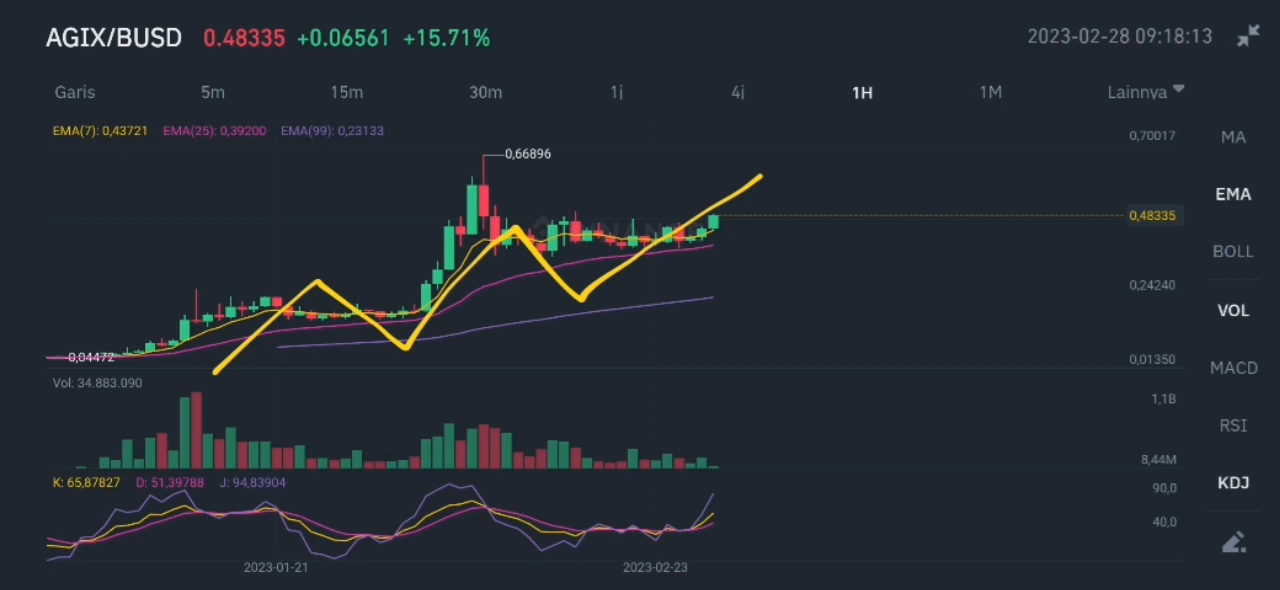 AGIX/BUSD 0.48335 +0.06561 +15.71% 2023-02-28 09:18:13
Garis 5m 15m 30m 1j 4j 1H 1M Lainnya
EMA(7): 0,43721 EMA(25): 0,39200 EMA(99): 0,23133
0,70017
MA
0,66896
EMA
0,48335
BOLL
0,24240
VOL
0,04472
0,01350
MACD
Vol: 34.883.090
1,1B
RSI
8,44M
K: 65,87827 D: 51,39788 J: 94,83904
KDJ
90,0
40,0
2023-01-21 2023-02-23